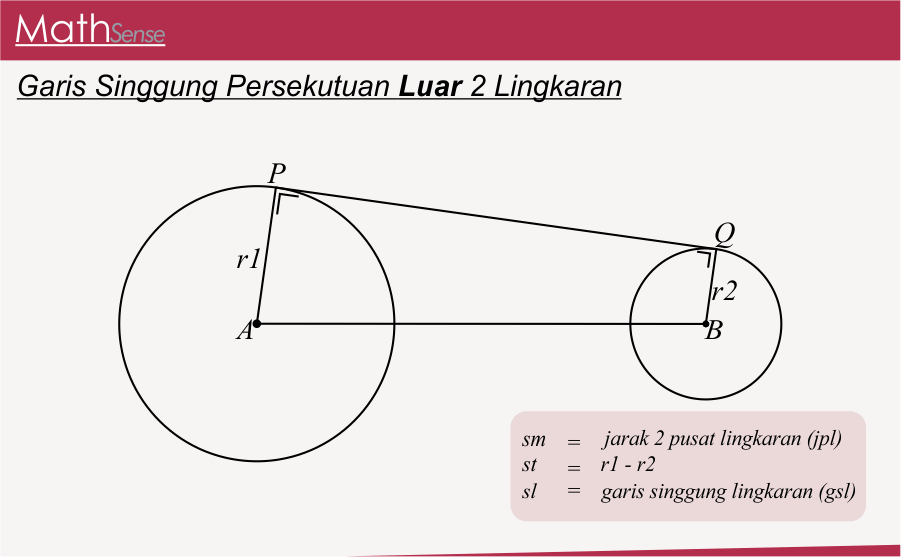 MathSense
Garis Singgung Persekutuan Luar 2 Lingkaran
P
Q
r1
r2
A
B
sm = jarak 2 pusat lingkaran (jpl)
st = r1 - r2
sl = garis singgung lingkaran (gsl)